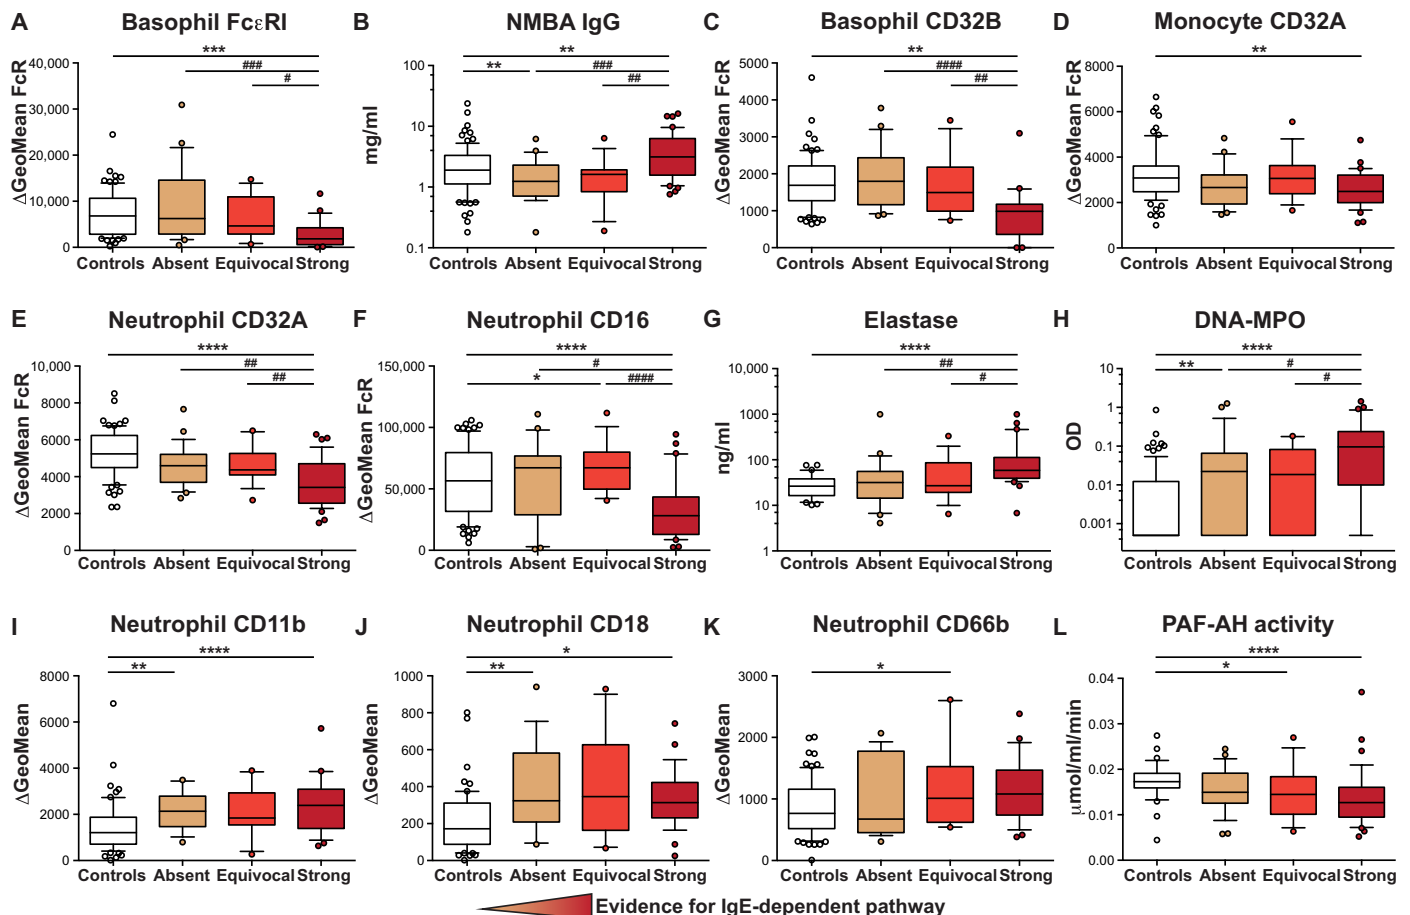 A Basophil FcεRI
***
###
#
ΔGeoMean FcR
40,000
30,000
20,000
10,000
0
Controls Absent Equivocal Strong
B NMBA IgG
**
** ###
##
mg/ml
100
10
1
0.1
Controls Absent Equivocal Strong
C Basophil CD32B
**
####
##
ΔGeoMean FcR
5000
4000
3000
2000
1000
0
Controls Absent Equivocal Strong
D Monocyte CD32A
**
ΔGeoMean FcR
8000
6000
4000
2000
0
Controls Absent Equivocal Strong
E Neutrophil CD32A
****
##
##
ΔGeoMean FcR
10,000
8000
6000
4000
2000
0
Controls Absent Equivocal Strong
F Neutrophil CD16
****
#
* ####
ΔGeoMean FcR
150,000
100,000
50,000
0
Controls Absent Equivocal Strong
G Elastase
****
##
#
ng/ml
10,000
1000
100
10
1
Controls Absent Equivocal Strong
H DNA-MPO
****
** #
#
OD
10
1
0.1
0.01
0.001
Controls Absent Equivocal Strong
I Neutrophil CD11b
****
**
ΔGeoMean
8000
6000
4000
2000
0
Controls Absent Equivocal Strong
J Neutrophil CD18
*
**
ΔGeoMean
1000
800
600
400
200
0
Controls Absent Equivocal Strong
K Neutrophil CD66b
*
ΔGeoMean
3000
2000
1000
0
Controls Absent Equivocal Strong
L PAF-AH activity
****
*
μmol/ml/min
0.04
0.03
0.02
0.01
0.00
Controls Absent Equivocal Strong
Evidence for IgE-dependent pathway